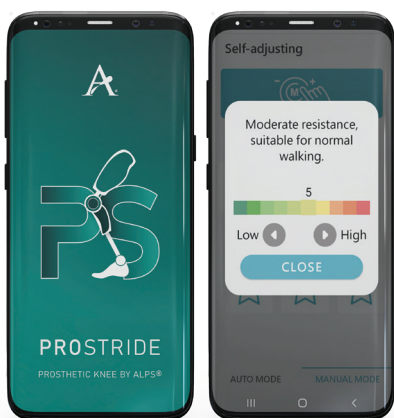 A
PS
PROSTRIDE
PROSTHETIC KNEE BY ALPS®
Self-adjusting
- M +
Moderate resistance,
suitable for normal
walking.
5
Low High
CLOSE
AUTO MODE MANUAL MODE